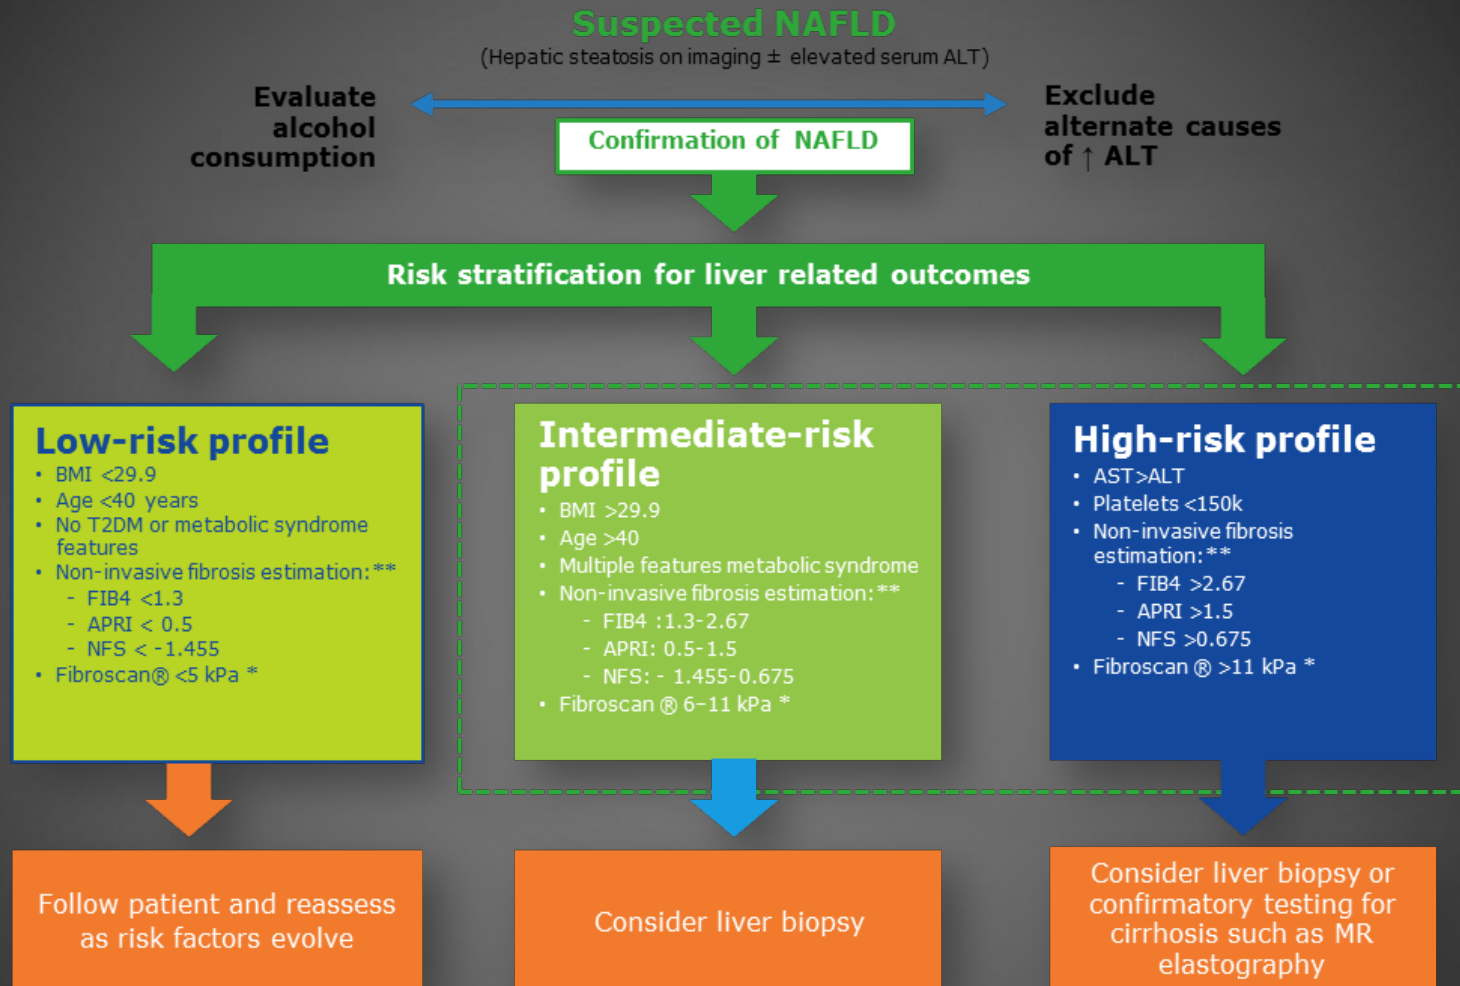 Suspected NAFLD
(Hepatic steatosis on imaging ± elevated serum ALT)
Evaluate
alcohol
consumption
Exclude
alternate causes
of ↑ ALT
Confirmation of NAFLD
Risk stratification for liver related outcomes
Low-risk profile
• BMI <29.9
• Age <40 years
• No T2DM or metabolic syndrome
features
• Non-invasive fibrosis estimation:**
- FIB4 <1.3
- APRI < 0.5
- NFS < -1.455
• Fibroscan® <5 kPa *
Intermediate-risk
profile
• BMI >29.9
• Age >40
• Multiple features metabolic syndrome
• Non-invasive fibrosis estimation:**
- FIB4 :1.3-2.67
- APRI: 0.5-1.5
- NFS: - 1.455-0.675
• Fibroscan ® 6–11 kPa *
High-risk profile
• AST>ALT
• Platelets <150k
• Non-invasive fibrosis
estimation:**
- FIB4 >2.67
- APRI >1.5
- NFS >0.675
• Fibroscan ® >11 kPa *
Follow patient and reassess
as risk factors evolve
Consider liver biopsy
Consider liver biopsy or
confirmatory testing for
cirrhosis such as MR
elastography